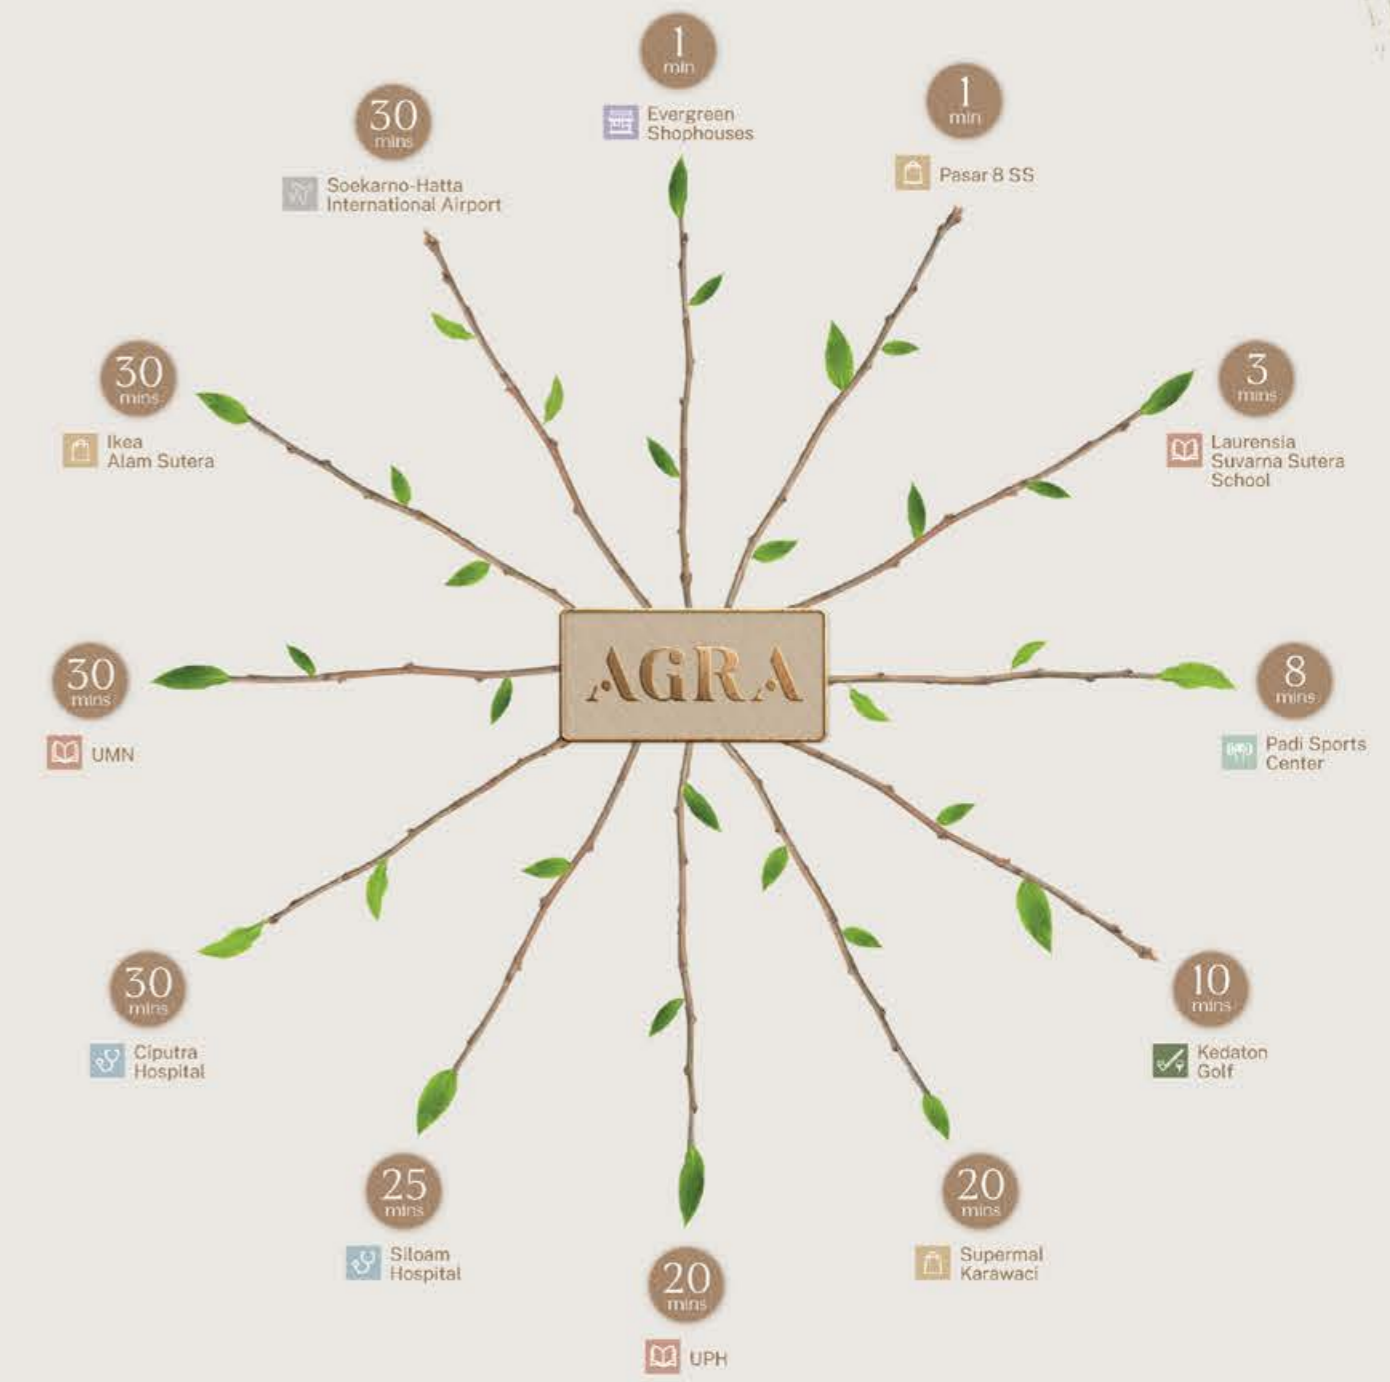 1
min
Evergreen
Shophouses
1
min
Pasar 8 SS
3
mins
Laurensia
Suvarna Sutera
School
8
mins
Padi Sports
Center
10
mins
Kedaton
Golf
20
mins
Supermal
Karawaci
20
mins
UPH
25
mins
Siloam
Hospital
30
mins
Ciputra
Hospital
30
mins
UMN
30
mins
Ikea
Alam Sutera
30
mins
Soekarno-Hatta
International Airport
AGRA